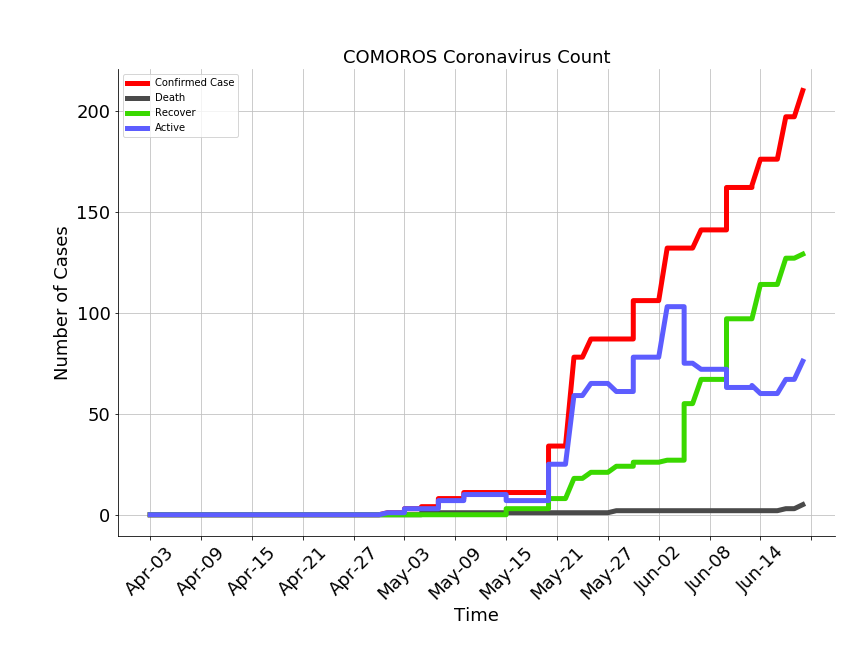 COMOROS Coronavirus Count
Confirmed Case
Death
Recover
Active
Number of Cases
200
150
100
50
0
Apr-03
Apr-09
Apr-15
Apr-21
Apr-27
May-03
May-09
May-15
May-21
May-27
Jun-02
Jun-08
Jun-14
Time